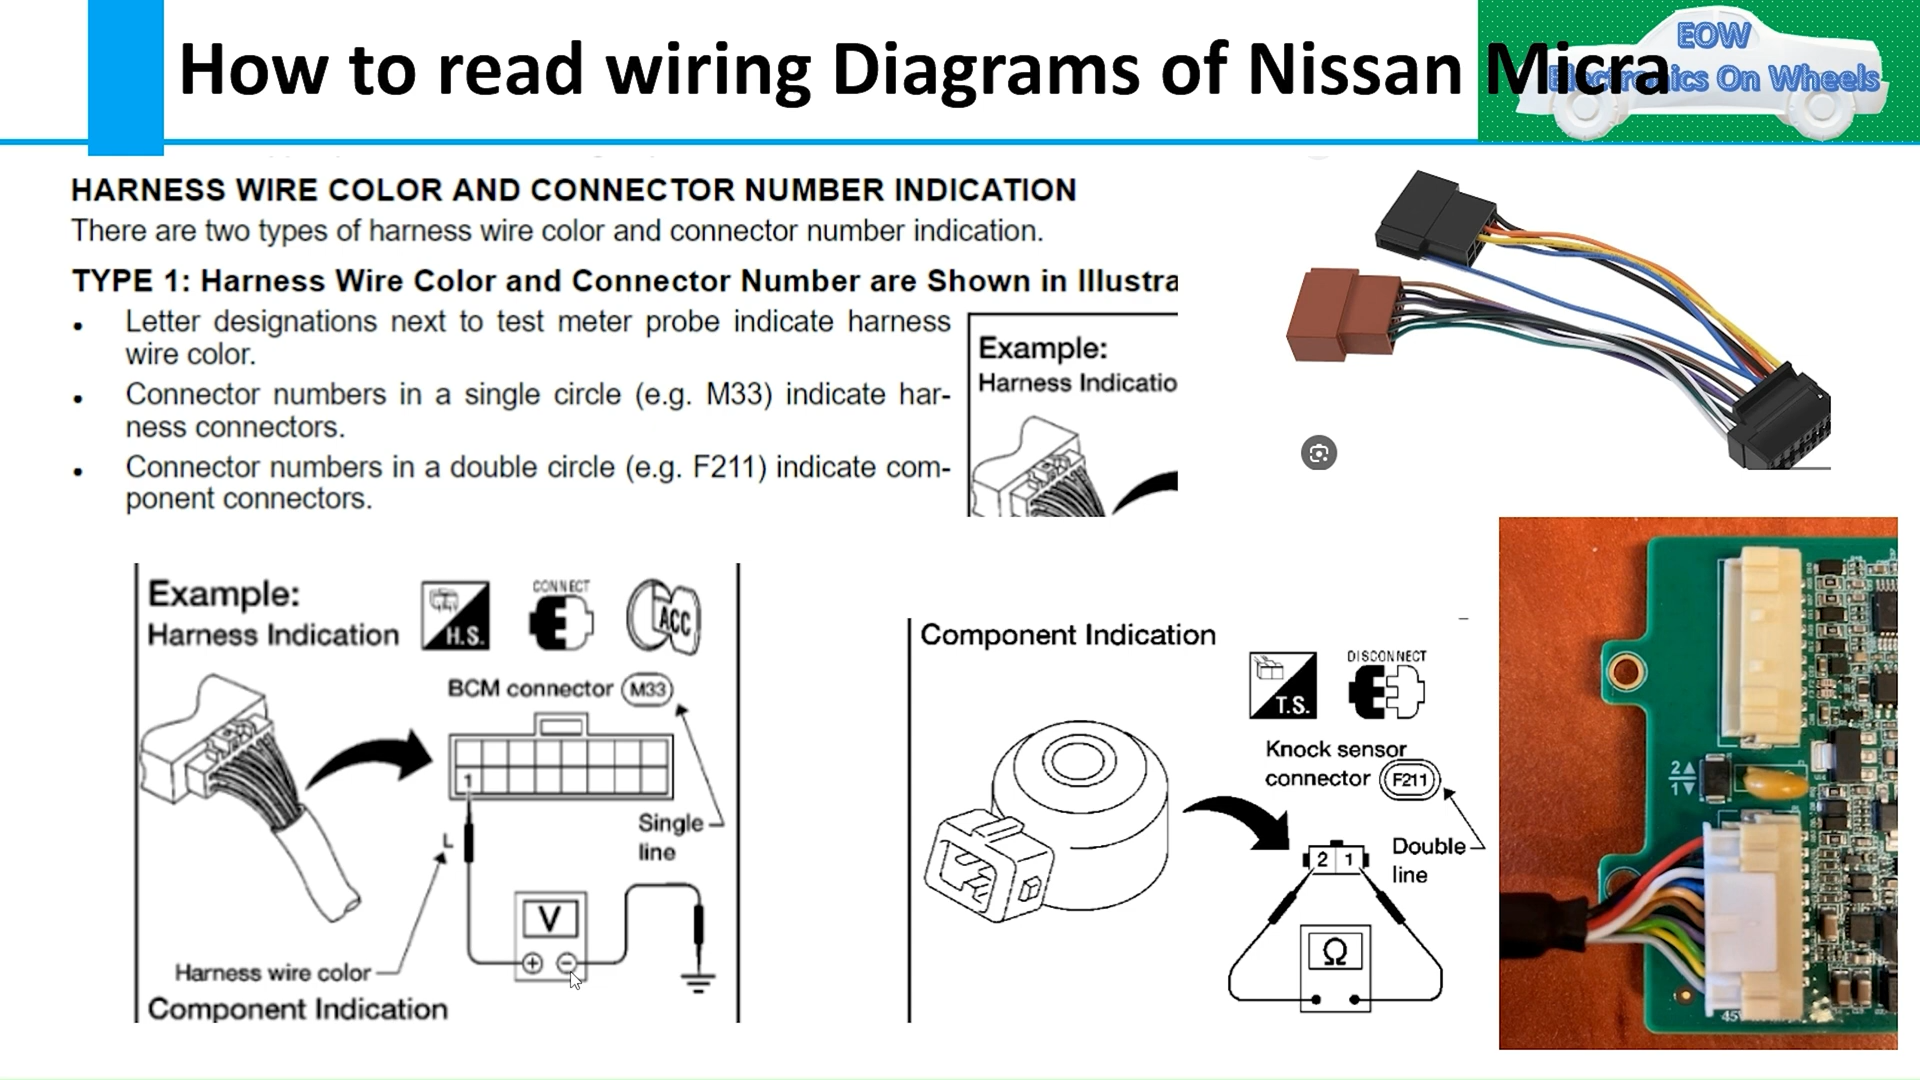 How to read wiring Diagrams of Nissan Micra
EOW
Electronics On Wheels
HARNESS WIRE COLOR AND CONNECTOR NUMBER INDICATION
There are two types of harness wire color and connector number indication.
TYPE 1: Harness Wire Color and Connector Number are Shown in Illustra
• Letter designations next to test meter probe indicate harness
wire color.
• Connector numbers in a single circle (e.g. M33) indicate har-
ness connectors.
• Connector numbers in a double circle (e.g. F211) indicate com-
ponent connectors.
Example:
Harness Indicatio
Example:
Harness Indication
H.S.
CONNECT
ACC
BCM connector M33
1
L
Single
line
V
+ −
Harness wire color
Component Indication
Component Indication
T.S.
DISCONNECT
Knock sensor
connector F211
2 1
Double
line
Ω
2
1